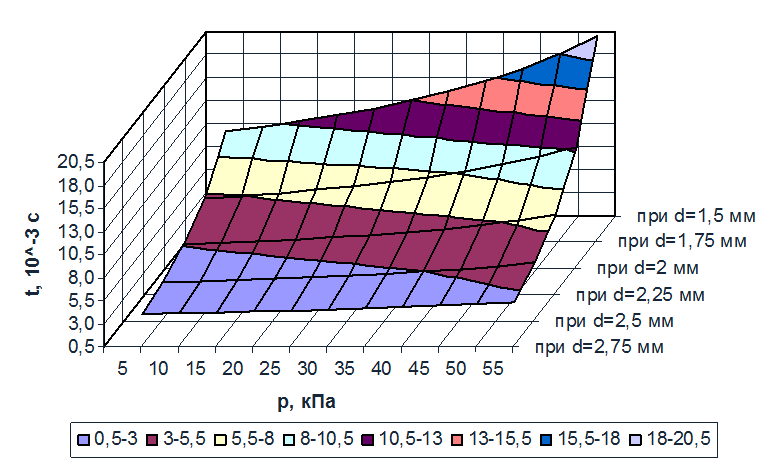 20,5
18,0
15,5
13,0
10,5
8,0
5,5
3,0
0,5
t, 10^-3 с
5 10 15 20 25 30 35 40 45 50 55
р, кПа
при d=1,5 мм
при d=1,75 мм
при d=2 мм
при d=2,25 мм
при d=2,5 мм
при d=2,75 мм
0,5-3 3-5,5 5,5-8 8-10,5 10,5-13 13-15,5 15,5-18 18-20,5